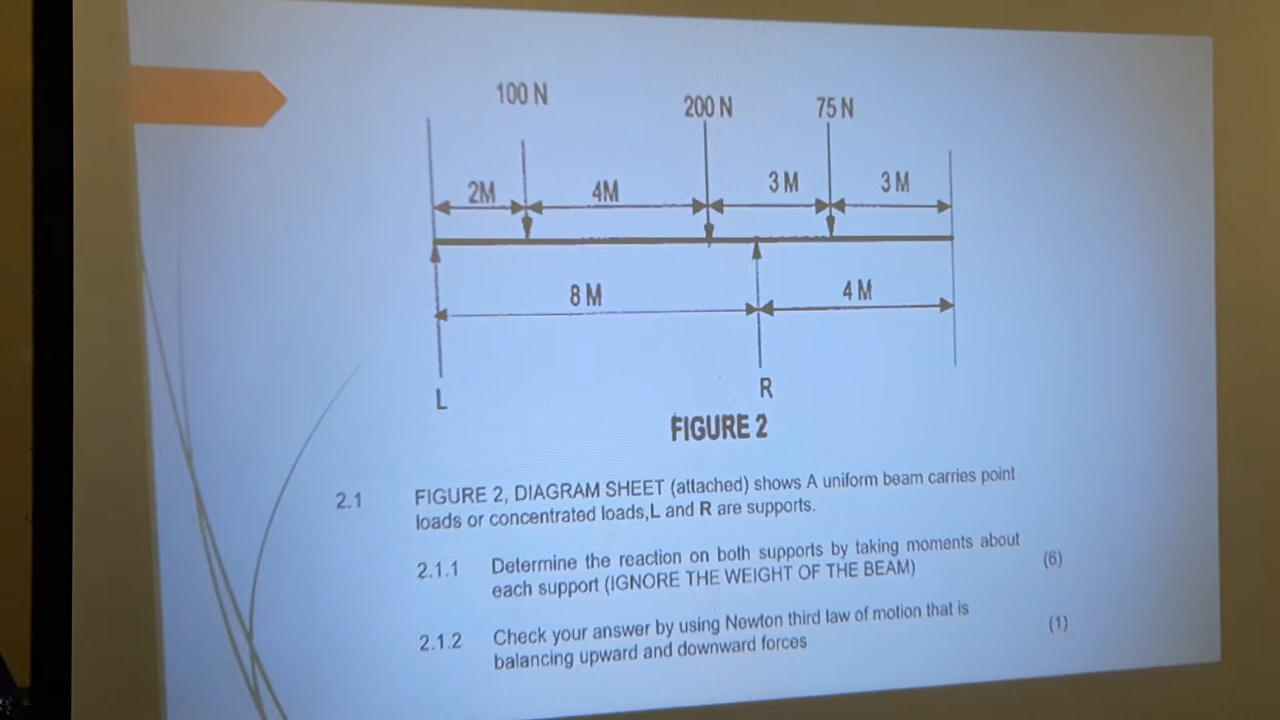 100 N
200 N
75 N
2M
4M
3 M
3 M
8 M
4 M
L
R
FIGURE 2
2.1 FIGURE 2, DIAGRAM SHEET (attached) shows A uniform beam carries point
loads or concentrated loads,L and R are supports.
2.1.1 Determine the reaction on both supports by taking moments about
each support (IGNORE THE WEIGHT OF THE BEAM) (6)
2.1.2 Check your answer by using Newton third law of motion that is
balancing upward and downward forces (1)